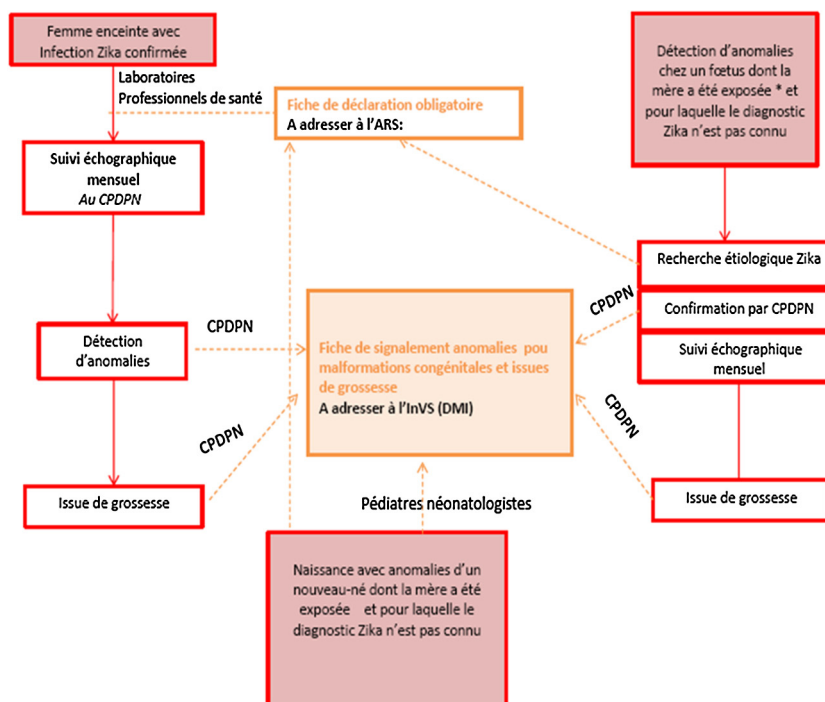 Femme enceinte avec
Infection Zika confirmée
Laboratoires
Professionnels de santé
Fiche de déclaration obligatoire
A adresser à l'ARS:
Détection d'anomalies
chez un fœtus dont la
mère a été exposée * et
pour laquelle le diagnostic
Zika n'est pas connu
Suivi échographique
mensuel
Au CPDPN
Recherche étiologique Zika
CPDPN
Confirmation par CPDPN
Suivi échographique
mensuel
Détection
d'anomalies
CPDPN
Fiche de signalement anomalies pou
malformations congénitales et issues
de grossesse
A adresser à l'InVS (DMI)
CPDPN
CPDPN
Issue de grossesse
Issue de grossesse
Pédiatres néonatologistes
Naissance avec anomalies d'un
nouveau-né dont la mère a été
exposée et pour laquelle le
diagnostic Zika n'est pas connu